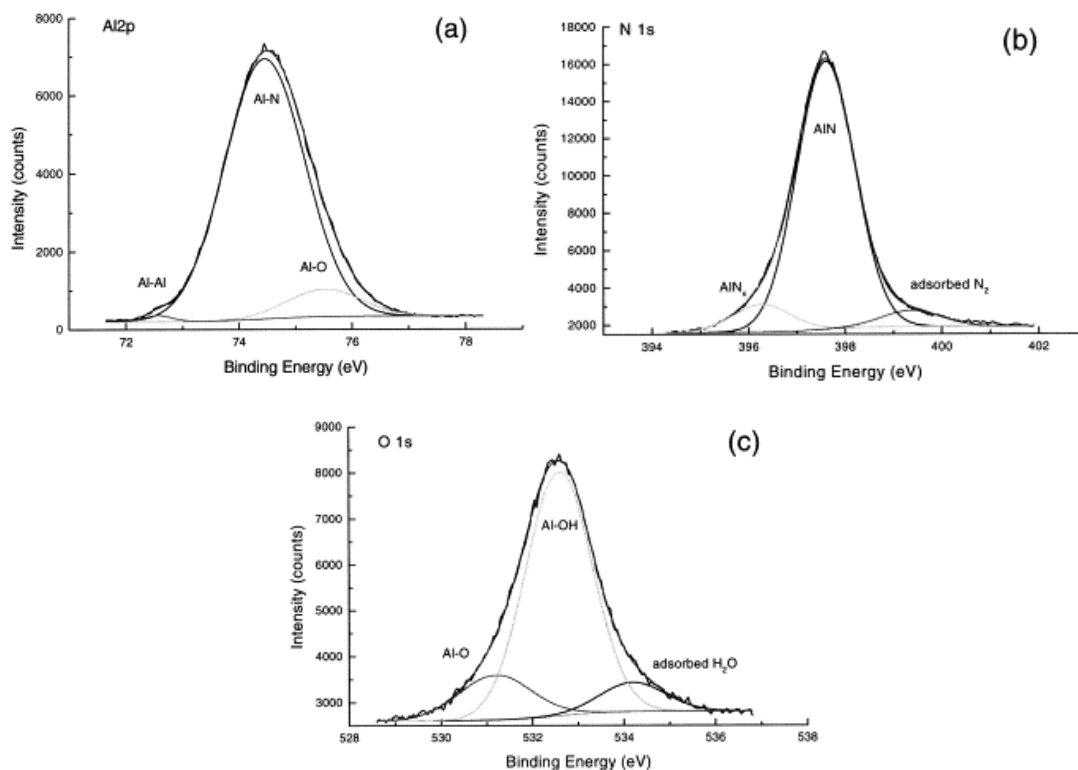 Al2p
(a)
8000
6000
4000
2000
0
Intensity (counts)
Al-N
Al-Al
Al-O
72
74
76
78
Binding Energy (eV)
N 1s
(b)
18000
16000
14000
12000
10000
8000
6000
4000
2000
Intensity (counts)
AlN
AlNₓ
adsorbed N₂
394
396
398
400
402
Binding Energy (eV)
O 1s
(c)
9000
8000
7000
6000
5000
4000
3000
Intensity (counts)
Al-OH
Al-O
adsorbed H₂O
528
530
532
534
536
538
Binding Energy (eV)